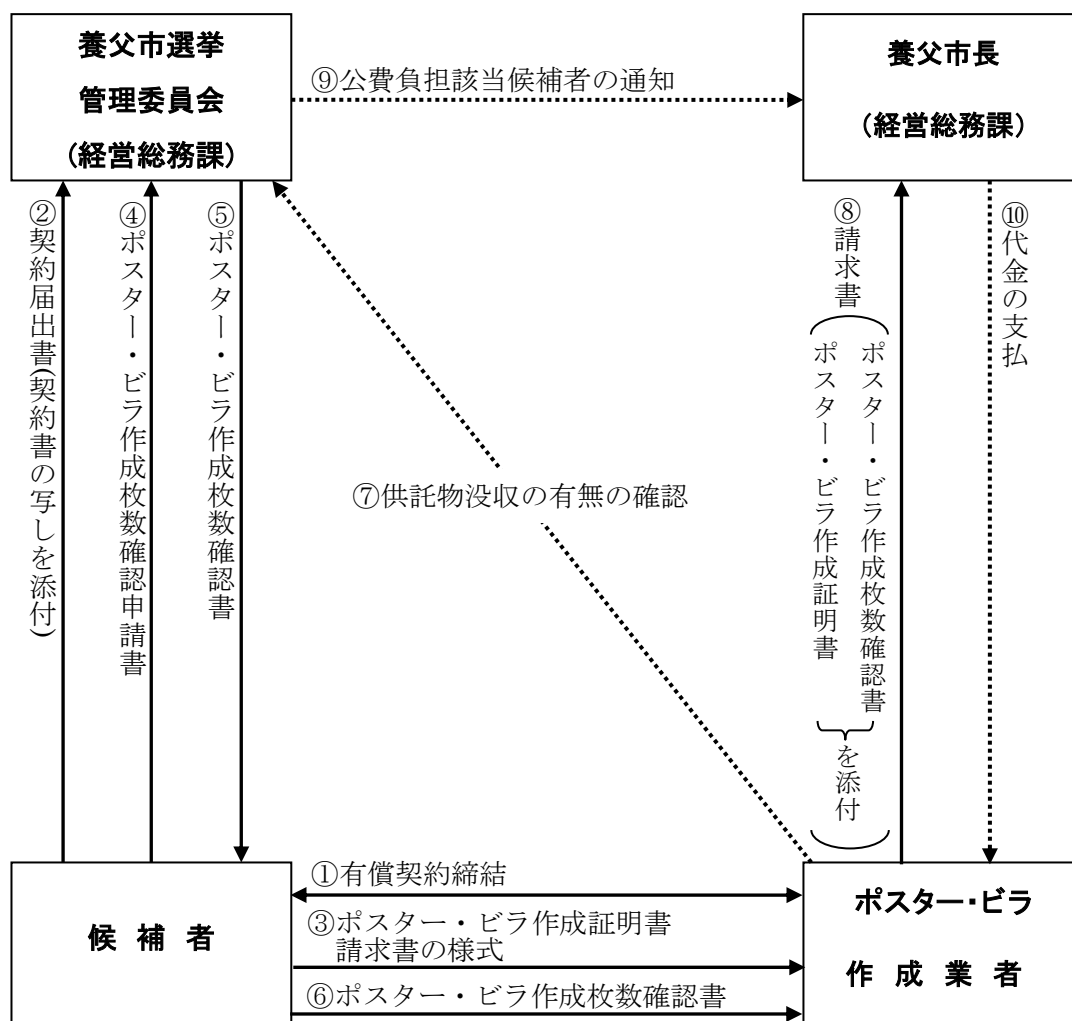 養父市選挙
管理委員会
(経営総務課)
⑨公費負担該当候補者の通知
養父市長
(経営総務課)
②契約届出書(契約書の写しを添付)
④ポスター・ビラ作成枚数確認申請書
⑤ポスター・ビラ作成枚数確認書
⑦供託物没収の有無の確認
⑧請求書
ポスター・ビラ作成枚数確認書
ポスター・ビラ作成証明書
を添付
⑩代金の支払
候補者
①有償契約締結
③ポスター・ビラ作成証明書
請求書の様式
⑥ポスター・ビラ作成枚数確認書
ポスター・ビラ
作成業者